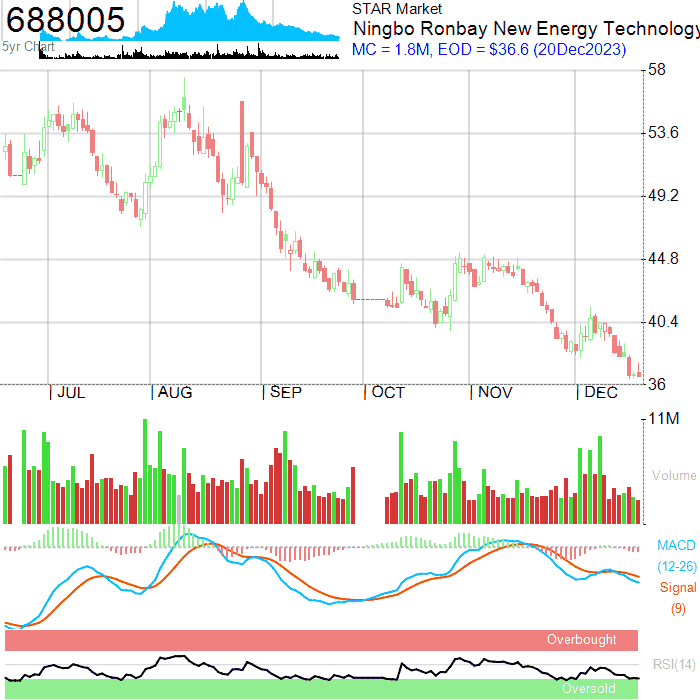 688005
5yr Chart
STAR Market
Ningbo Ronbay New Energy Technology
MC = 1.8M, EOD = $36.6 (20Dec2023)
58
53.6
49.2
44.8
40.4
36
JUL
AUG
SEP
OCT
NOV
DEC
11M
Volume
MACD
(12-26)
Signal
(9)
Overbought
RSI(14)
Oversold